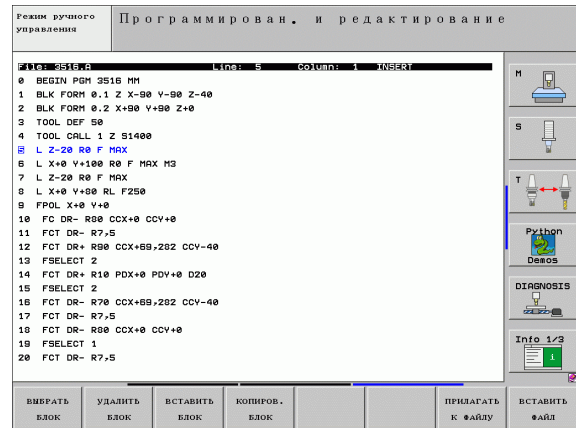 Режим ручного
управления
Программирован. и редактирование
File: 3516.A Line: 5 Column: 1 INSERT
0 BEGIN PGM 3516 MM
1 BLK FORM 0.1 Z X-90 Y-90 Z-40
2 BLK FORM 0.2 X+90 Y+90 Z+0
3 TOOL DEF 50
4 TOOL CALL 1 Z S1400
5 L Z-20 R0 F MAX
6 L X+0 Y+100 R0 F MAX M3
7 L Z-20 R0 F MAX
8 L X+0 Y+80 RL F250
9 FPOL X+0 Y+0
10 FC DR- R80 CCX+0 CCY+0
11 FCT DR- R7,5
12 FCT DR+ R90 CCX+69,282 CCY-40
13 FSELECT 2
14 FCT DR+ R10 PDX+0 PDY+0 D20
15 FSELECT 2
16 FCT DR- R70 CCX+69,282 CCY-40
17 FCT DR- R7,5
18 FCT DR- R80 CCX+0 CCY+0
19 FSELECT 1
20 FCT DR- R7,5
M
S
T
Python
Demos
DIAGNOSIS
Info 1/3
i
ВЫБРАТЬ
БЛОК
УДАЛИТЬ
БЛОК
ВСТАВИТЬ
БЛОК
КОПИРОВ.
БЛОК
ПРИЛАГАТЬ
К ФАЙЛУ
ВСТАВИТЬ
ФАЙЛ